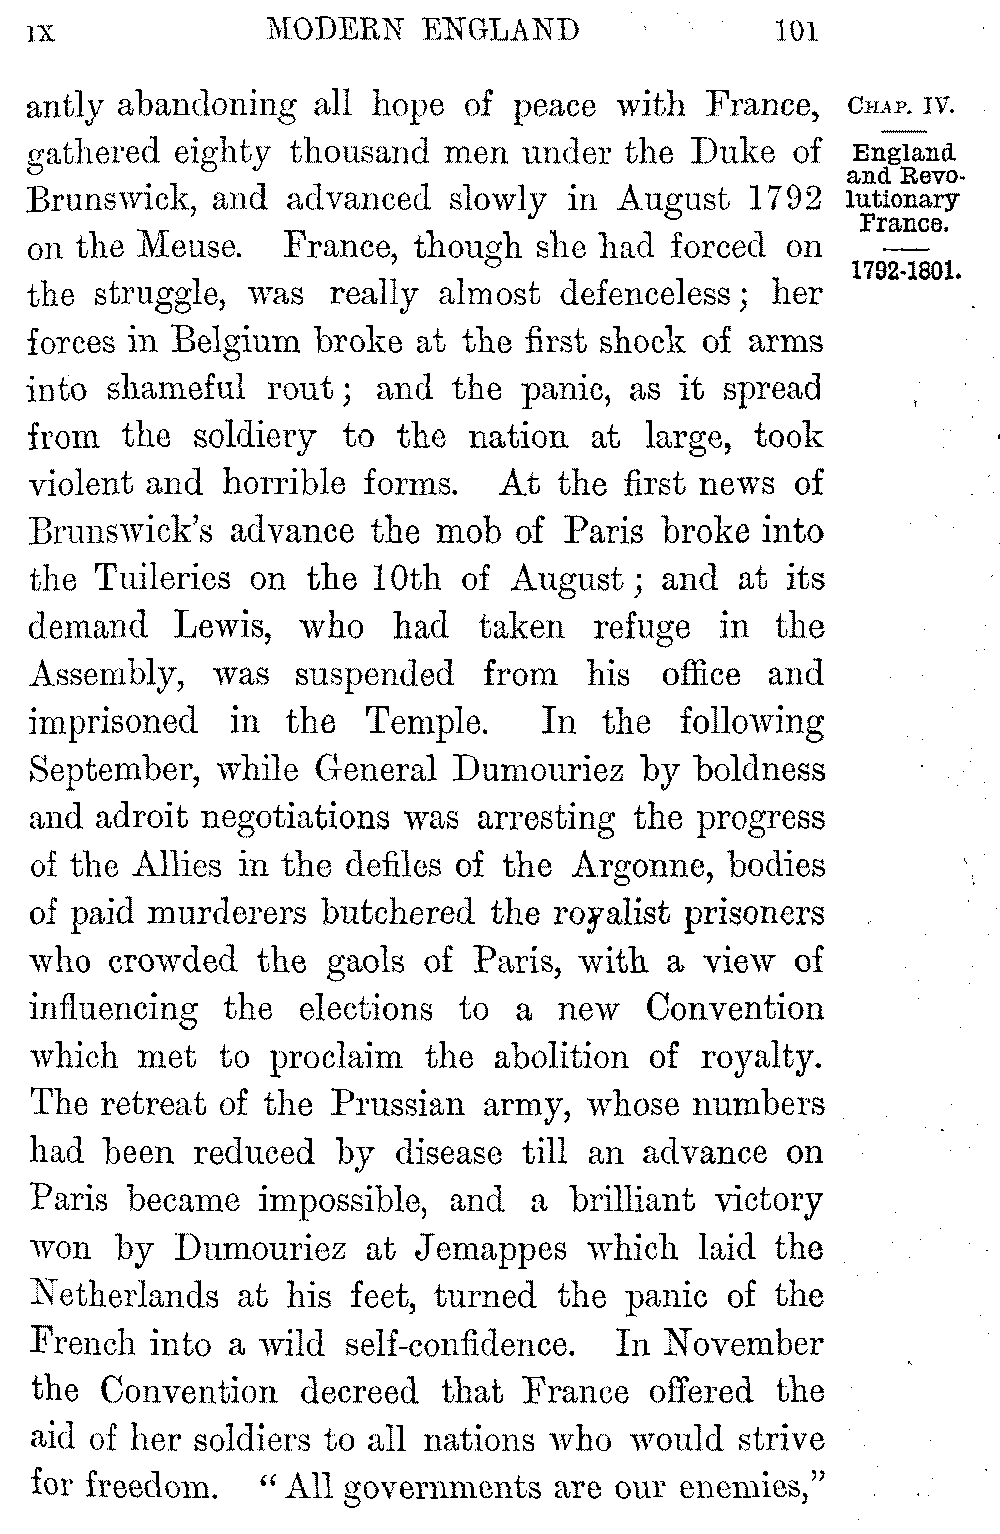 IX MODERN ENGLAND 101
antly abandoning all hope of peace with France,
gathered eighty thousand men under the Duke of
Brunswick, and advanced slowly in August 1792
on the Meuse. France, though she had forced on
the struggle, was really almost defenceless; her
forces in Belgium broke at the first shock of arms
into shameful rout; and the panic, as it spread
from the soldiery to the nation at large, took
violent and horrible forms. At the first news of
Brunswick's advance the mob of Paris broke into
the Tuileries on the 10th of August; and at its
demand Lewis, who had taken refuge in the
Assembly, was suspended from his office and
imprisoned in the Temple. In the following
September, while General Dumouriez by boldness
and adroit negotiations was arresting the progress
of the Allies in the defiles of the Argonne, bodies
of paid murderers butchered the royalist prisoners
who crowded the gaols of Paris, with a view of
influencing the elections to a new Convention
which met to proclaim the abolition of royalty.
The retreat of the Prussian army, whose numbers
had been reduced by disease till an advance on
Paris became impossible, and a brilliant victory
won by Dumouriez at Jemappes which laid the
Netherlands at his feet, turned the panic of the
French into a wild self-confidence. In November
the Convention decreed that France offered the
aid of her soldiers to all nations who would strive
for freedom. "All governments are our enemies,"
CHAP. IV.
England
and Revo-
lutionary
France.
1792-1801.